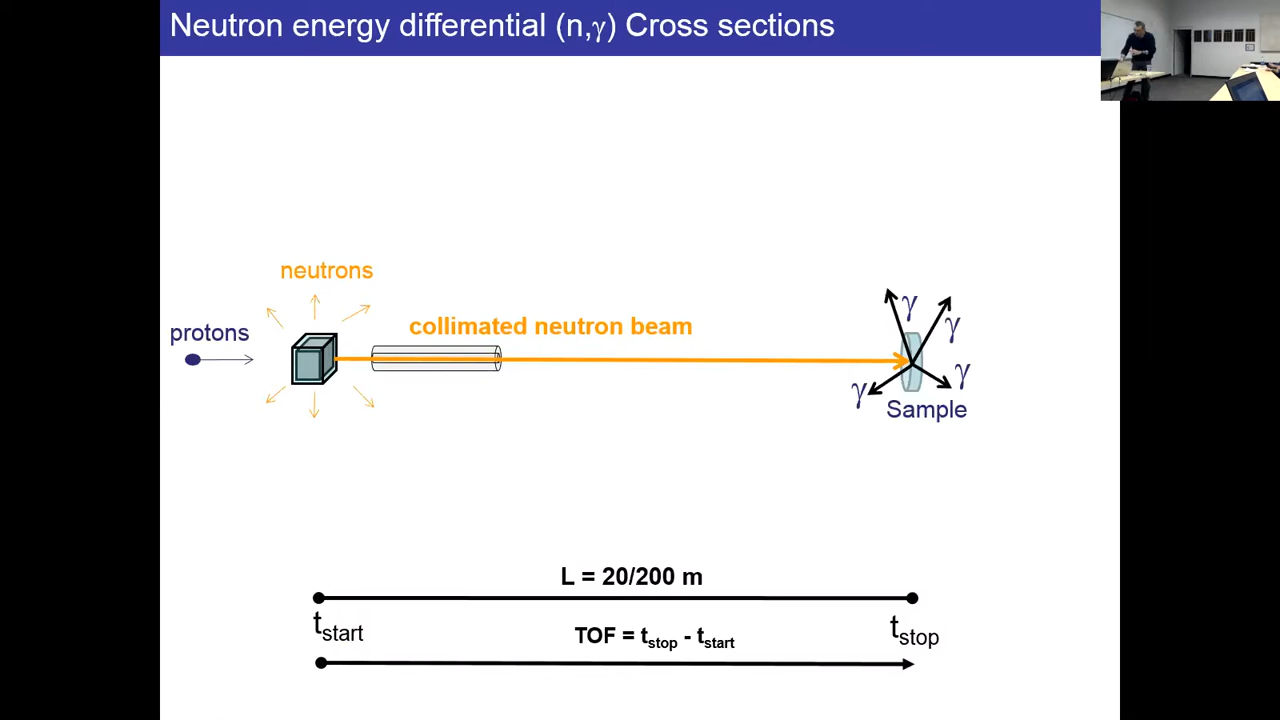 Neutron energy differential (n,γ) Cross sections
neutrons
protons
collimated neutron beam
γ
γ
γ
γ
Sample
L = 20/200 m
tstart
TOF = tstop - tstart
tstop